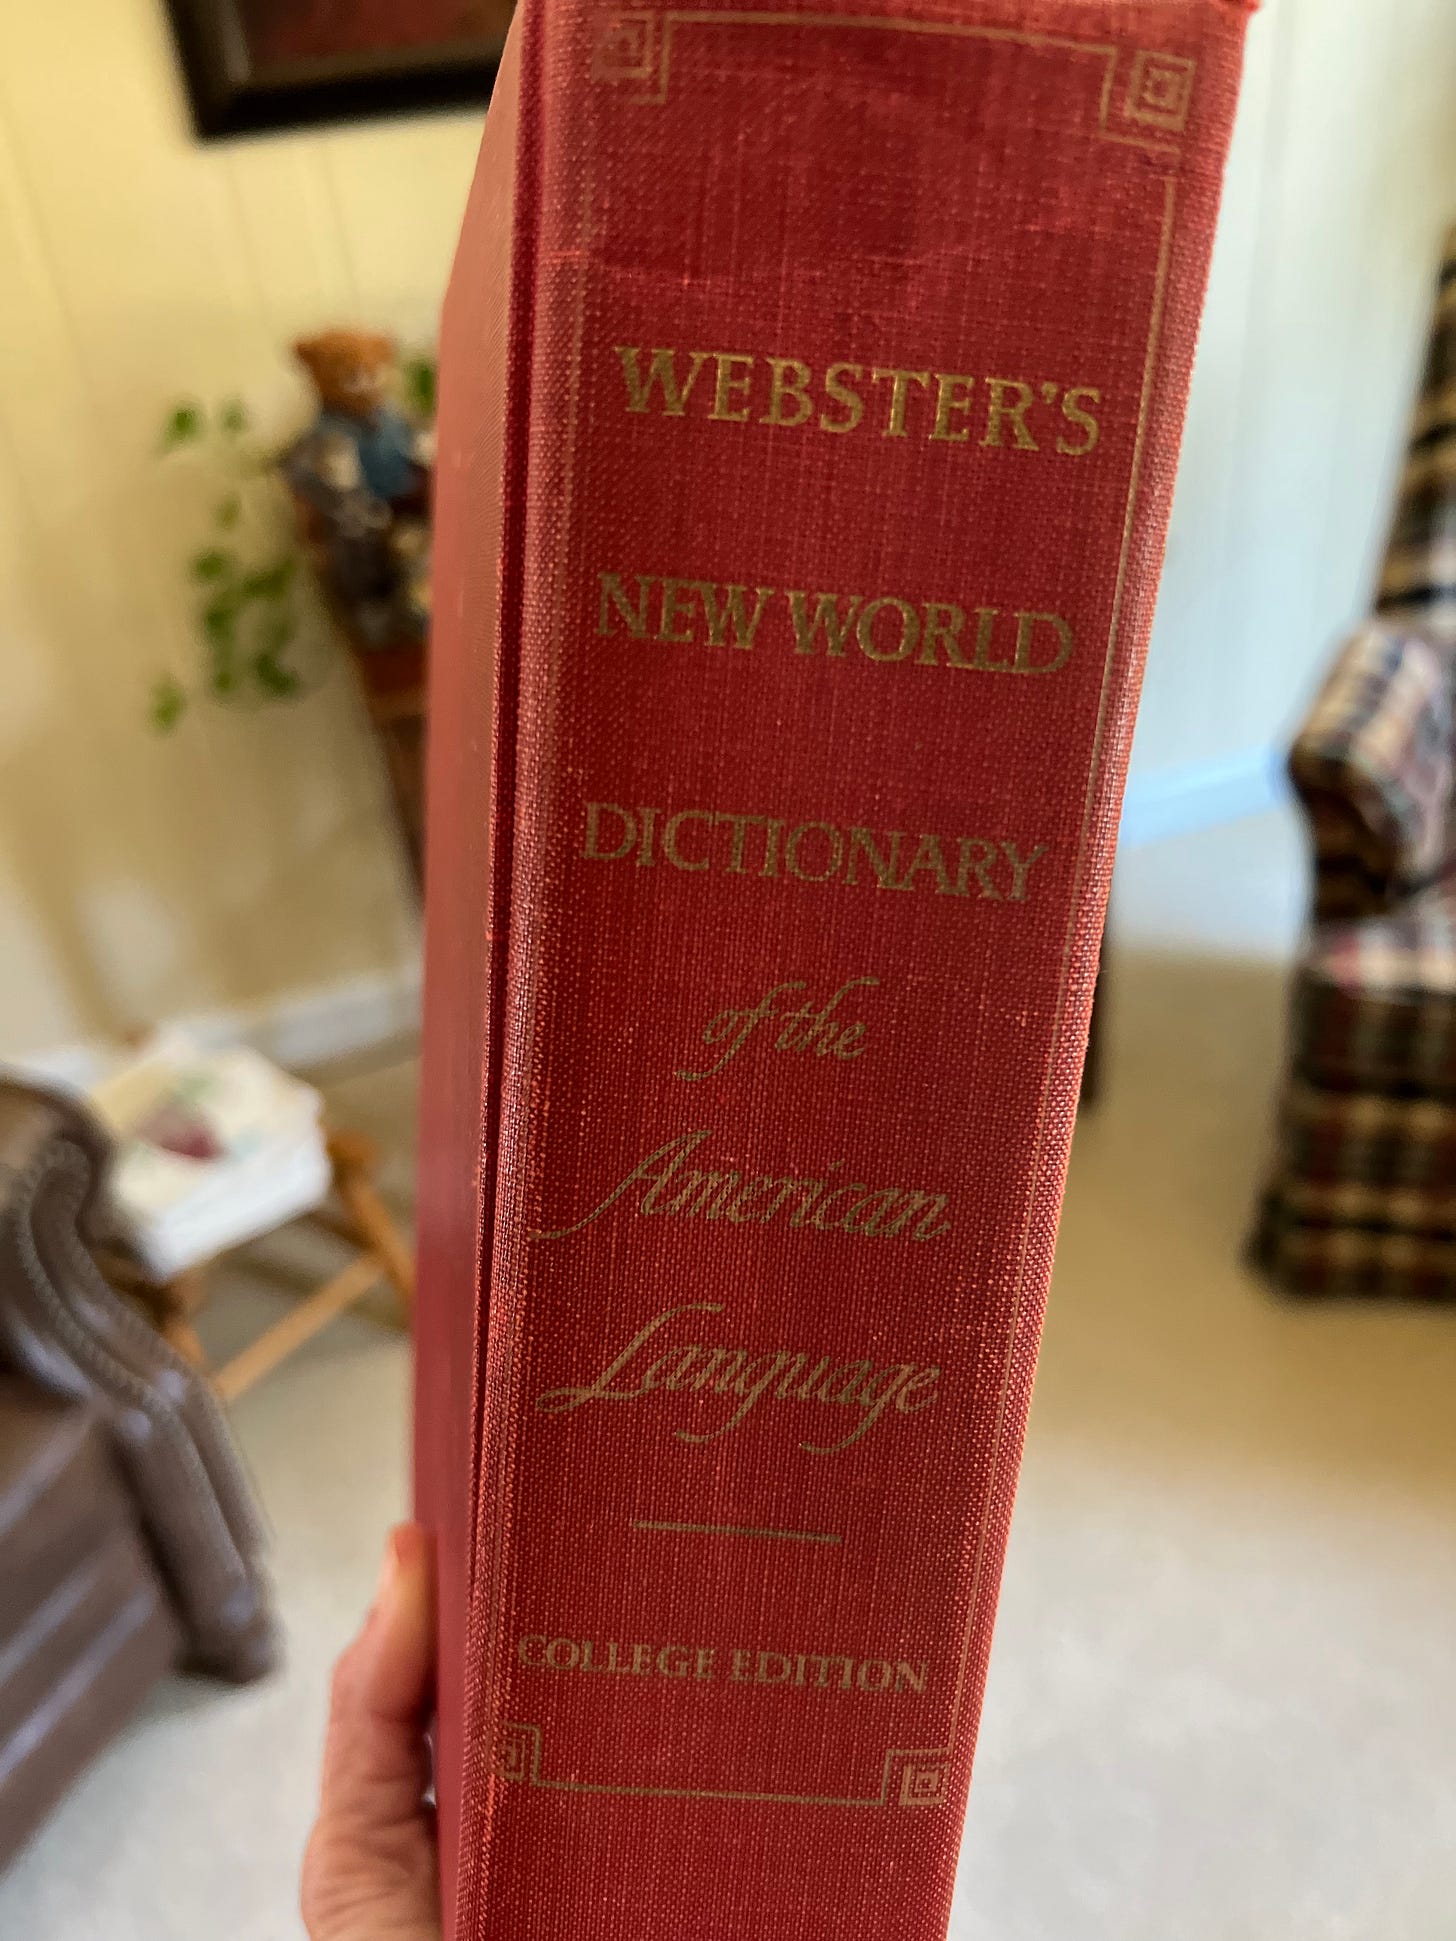 WEBSTER'S
NEW WORLD
DICTIONARY
of the
American
Language
COLLEGE EDITION